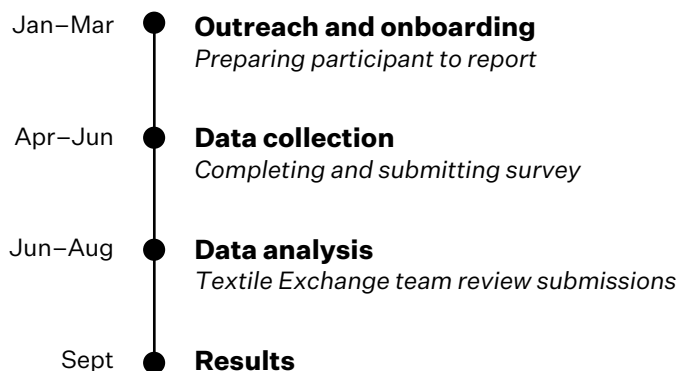 Jan–Mar Outreach and onboarding
Preparing participant to report
Apr–Jun Data collection
Completing and submitting survey
Jun–Aug Data analysis
Textile Exchange team review submissions
Sept Results